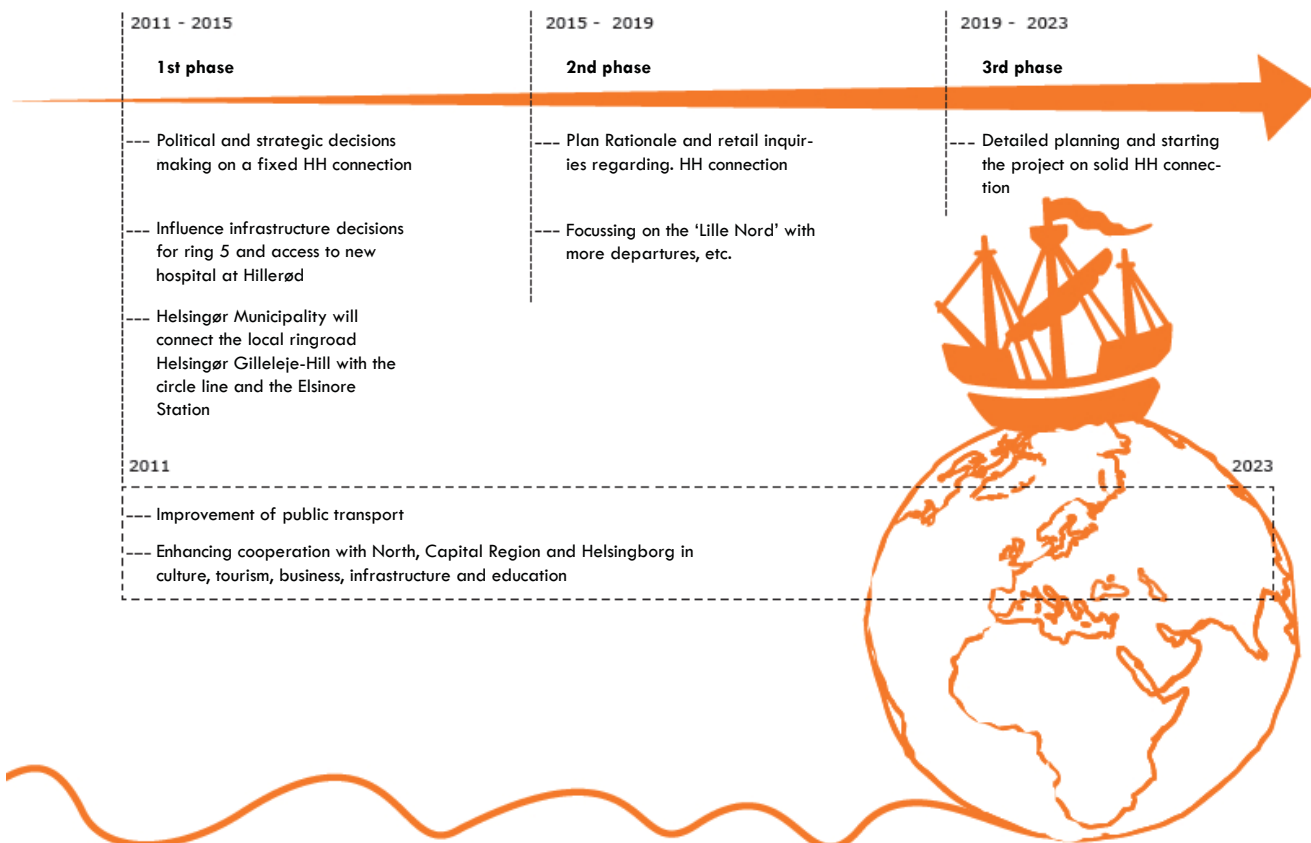 2011 - 2015
1st phase
Political and strategic decisions
making on a fixed HH connection
Influence infrastructure decisions
for ring 5 and access to new
hospital at Hillerød
Helsingør Municipality will
connect the local ringroad
Helsingør Gilleleje-Hill with the
circle line and the Elsinore
Station
2015 - 2019
2nd phase
Plan Rationale and retail inquir-
ies regarding. HH connection
Focussing on the ‘Lille Nord’ with
more departures, etc.
2019 - 2023
3rd phase
Detailed planning and starting
the project on solid HH connec-
tion
2011
2023
Improvement of public transport
Enhancing cooperation with North, Capital Region and Helsingborg in
culture, tourism, business, infrastructure and education